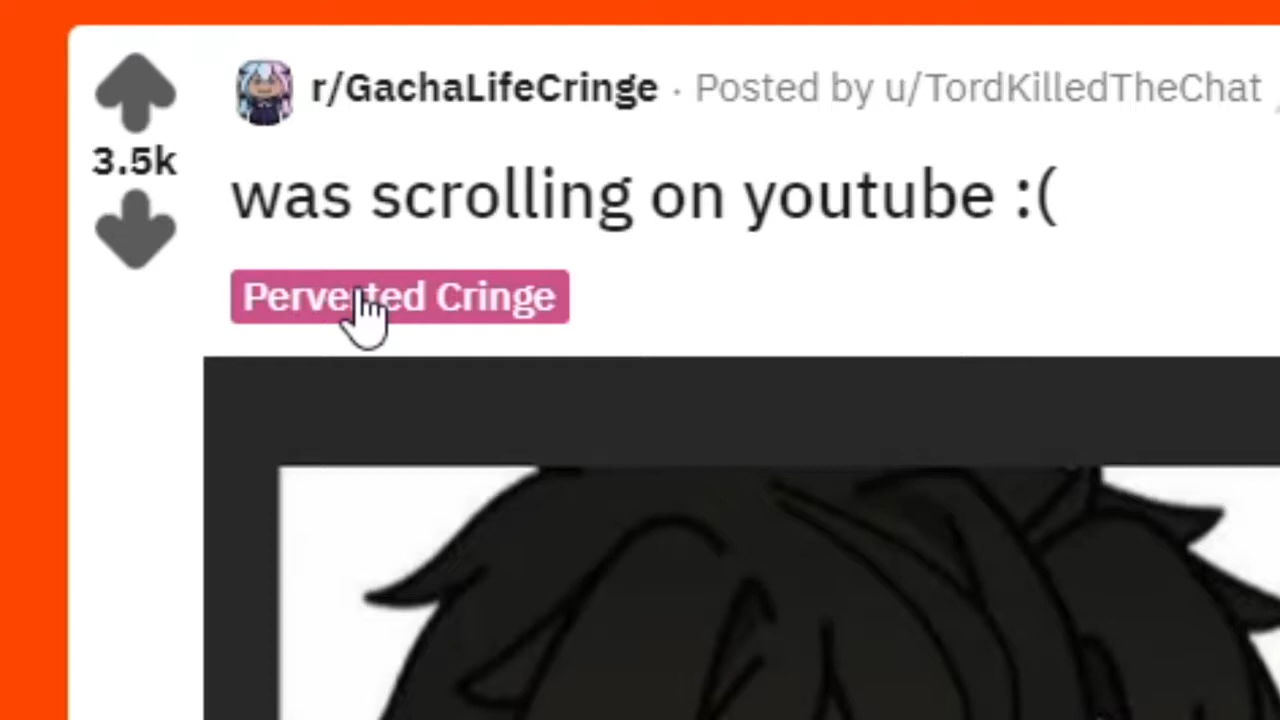 r/GachaLifeCringe · Posted by u/TordKilledTheChat
3.5k
was scrolling on youtube :(
Perverted Cringe